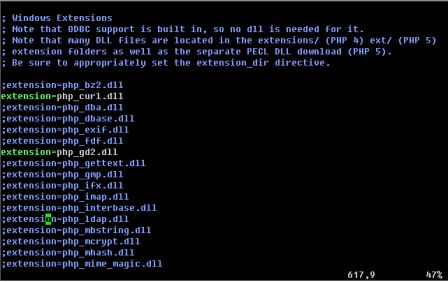 ; Windows Extensions
; Note that ODBC support is built in, so no dll is needed for it.
; Note that many DLL files are located in the extensions/ (PHP 4) ext/ (PHP 5)
; extension folders as well as the separate PECL DLL download (PHP 5).
; Be sure to appropriately set the extension_dir directive.
;extension=php_bz2.dll
extension=php_curl.dll
;extension=php_dba.dll
;extension=php_dbase.dll
;extension=php_exif.dll
;extension=php_fdf.dll
extension=php_gd2.dll
;extension=php_gettext.dll
;extension=php_gmp.dll
;extension=php_ifx.dll
;extension=php_imap.dll
;extension=php_interbase.dll
;extension=php_ldap.dll
;extension=php_mbstring.dll
;extension=php_mcrypt.dll
;extension=php_mhash.dll
;extension=php_mime_magic.dll
617,9 47%